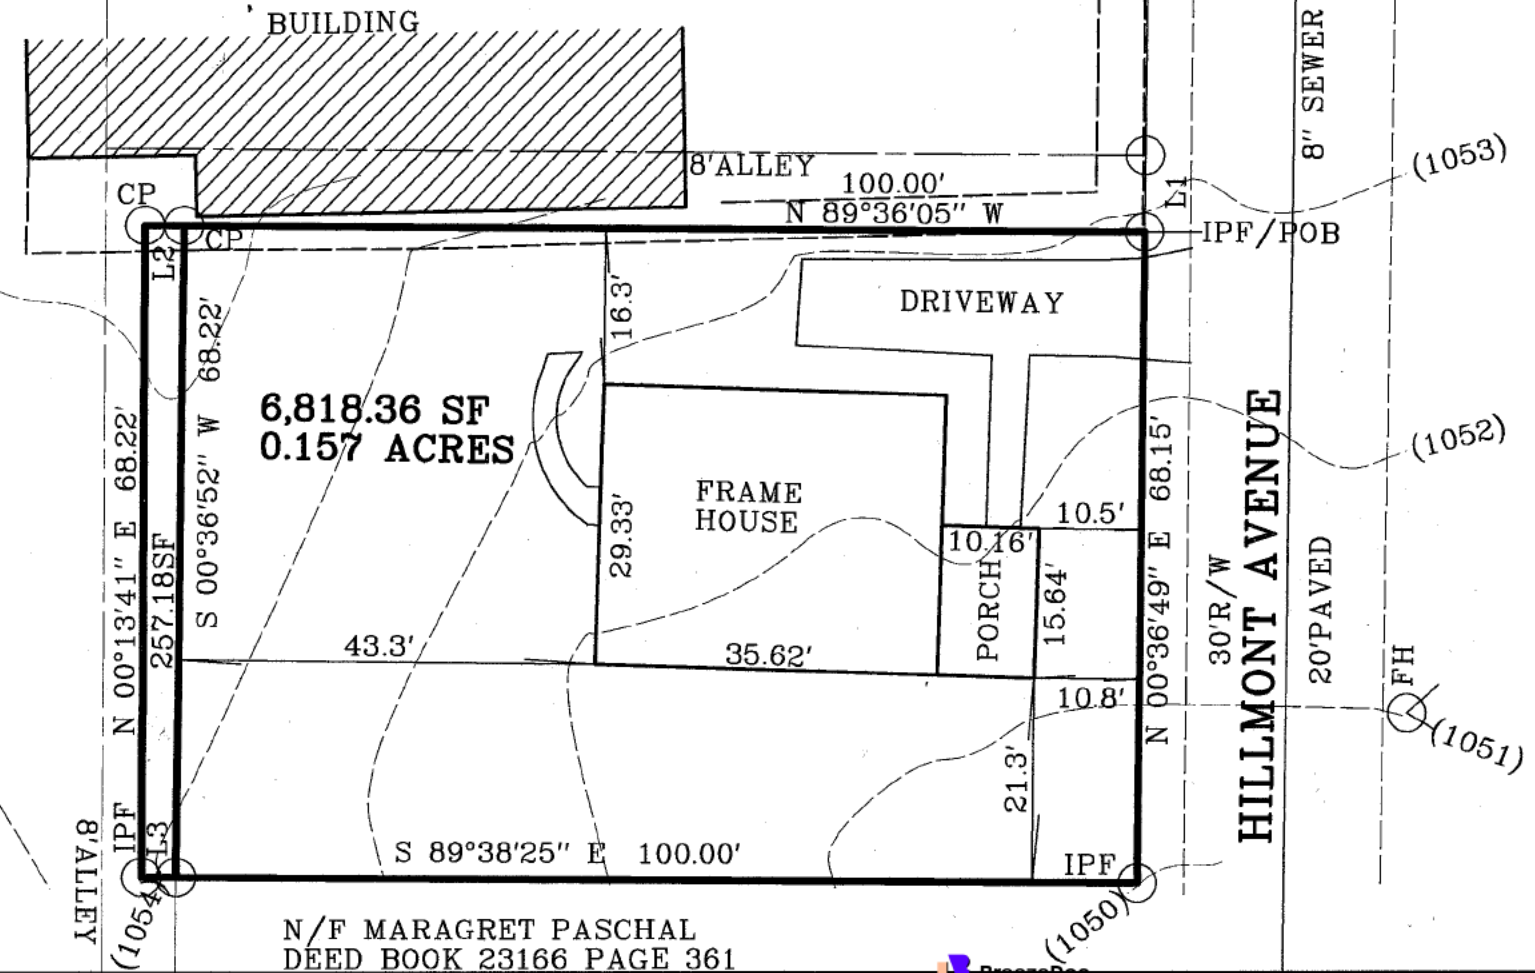 BUILDING
8" SEWER
8'ALLEY
100.00'
N 89°36'05" W
L1
(1053)
CP
CP
IPF/POB
L2
16.3'
DRIVEWAY
68.22'
S 00°36'52" W
6,818.36 SF
0.157 ACRES
N 00°13'41" E 68.22'
257.18SF
FRAME
HOUSE
29.33'
10.5'
10.16'
PORCH
15.64'
N 00°36'49" E 68.15'
(1052)
30'R/W
HILLMONT AVENUE
20'PAVED
43.3'
35.62'
10.8'
FH
(1051)
21.3'
IPF
L3
8'ALLEY
S 89°38'25" E 100.00'
IPF
(1054)
(1050)
N/F MARAGRET PASCHAL
DEED BOOK 23166 PAGE 361